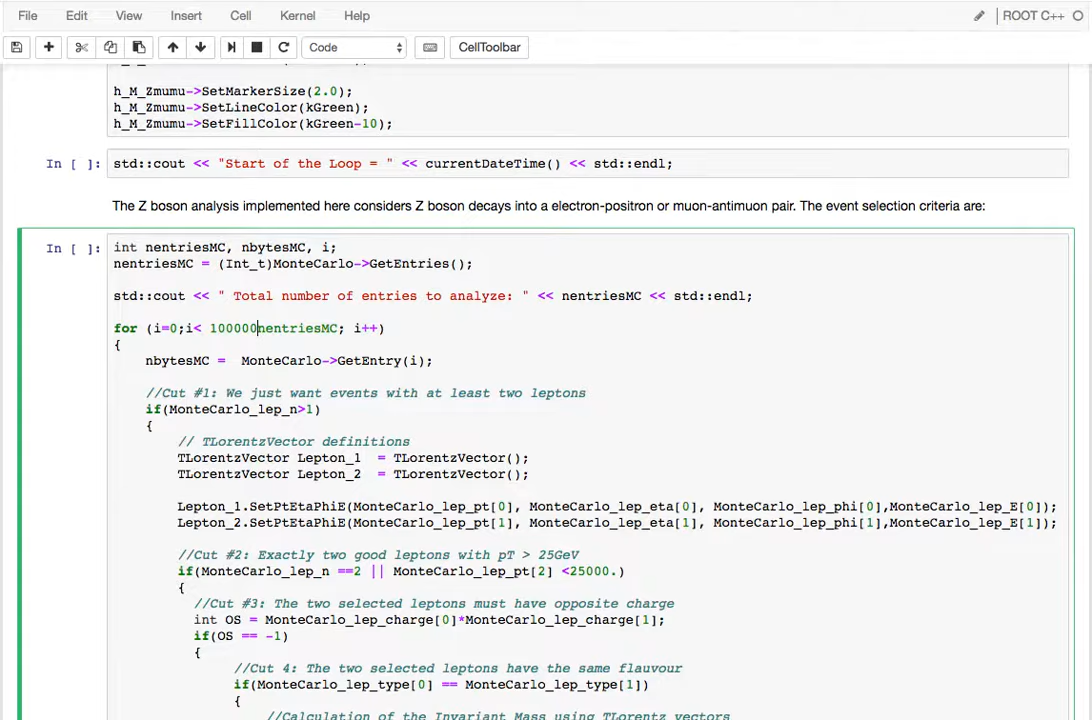 File Edit View Insert Cell Kernel Help ROOT C++
Code CellToolbar
h_M_Zmumu->SetMarkerSize(2.0);
h_M_Zmumu->SetLineColor(kGreen);
h_M_Zmumu->SetFillColor(kGreen-10);
In [ ]: std::cout << "Start of the Loop = " << currentDateTime() << std::endl;
The Z boson analysis implemented here considers Z boson decays into a electron-positron or muon-antimuon pair. The event selection criteria are:
In [ ]: int nentriesMC, nbytesMC, i;
nentriesMC = (Int_t)MonteCarlo->GetEntries();
std::cout << " Total number of entries to analyze: " << nentriesMC << std::endl;
for (i=0;i< 100000nentriesMC; i++)
{
nbytesMC = MonteCarlo->GetEntry(i);
//Cut #1: We just want events with at least two leptons
if(MonteCarlo_lep_n>1)
{
// TLorentzVector definitions
TLorentzVector Lepton_1 = TLorentzVector();
TLorentzVector Lepton_2 = TLorentzVector();
Lepton_1.SetPtEtaPhiE(MonteCarlo_lep_pt[0], MonteCarlo_lep_eta[0], MonteCarlo_lep_phi[0],MonteCarlo_lep_E[0]);
Lepton_2.SetPtEtaPhiE(MonteCarlo_lep_pt[1], MonteCarlo_lep_eta[1], MonteCarlo_lep_phi[1],MonteCarlo_lep_E[1]);
//Cut #2: Exactly two good leptons with pT > 25GeV
if(MonteCarlo_lep_n ==2 || MonteCarlo_lep_pt[2] <25000.)
{
//Cut #3: The two selected leptons must have opposite charge
int OS = MonteCarlo_lep_charge[0]*MonteCarlo_lep_charge[1];
if(OS == -1)
{
//Cut 4: The two selected leptons have the same flauvour
if(MonteCarlo_lep_type[0] == MonteCarlo_lep_type[1])
{
//Calculation of the Invariant Mass using TLorentz vectors